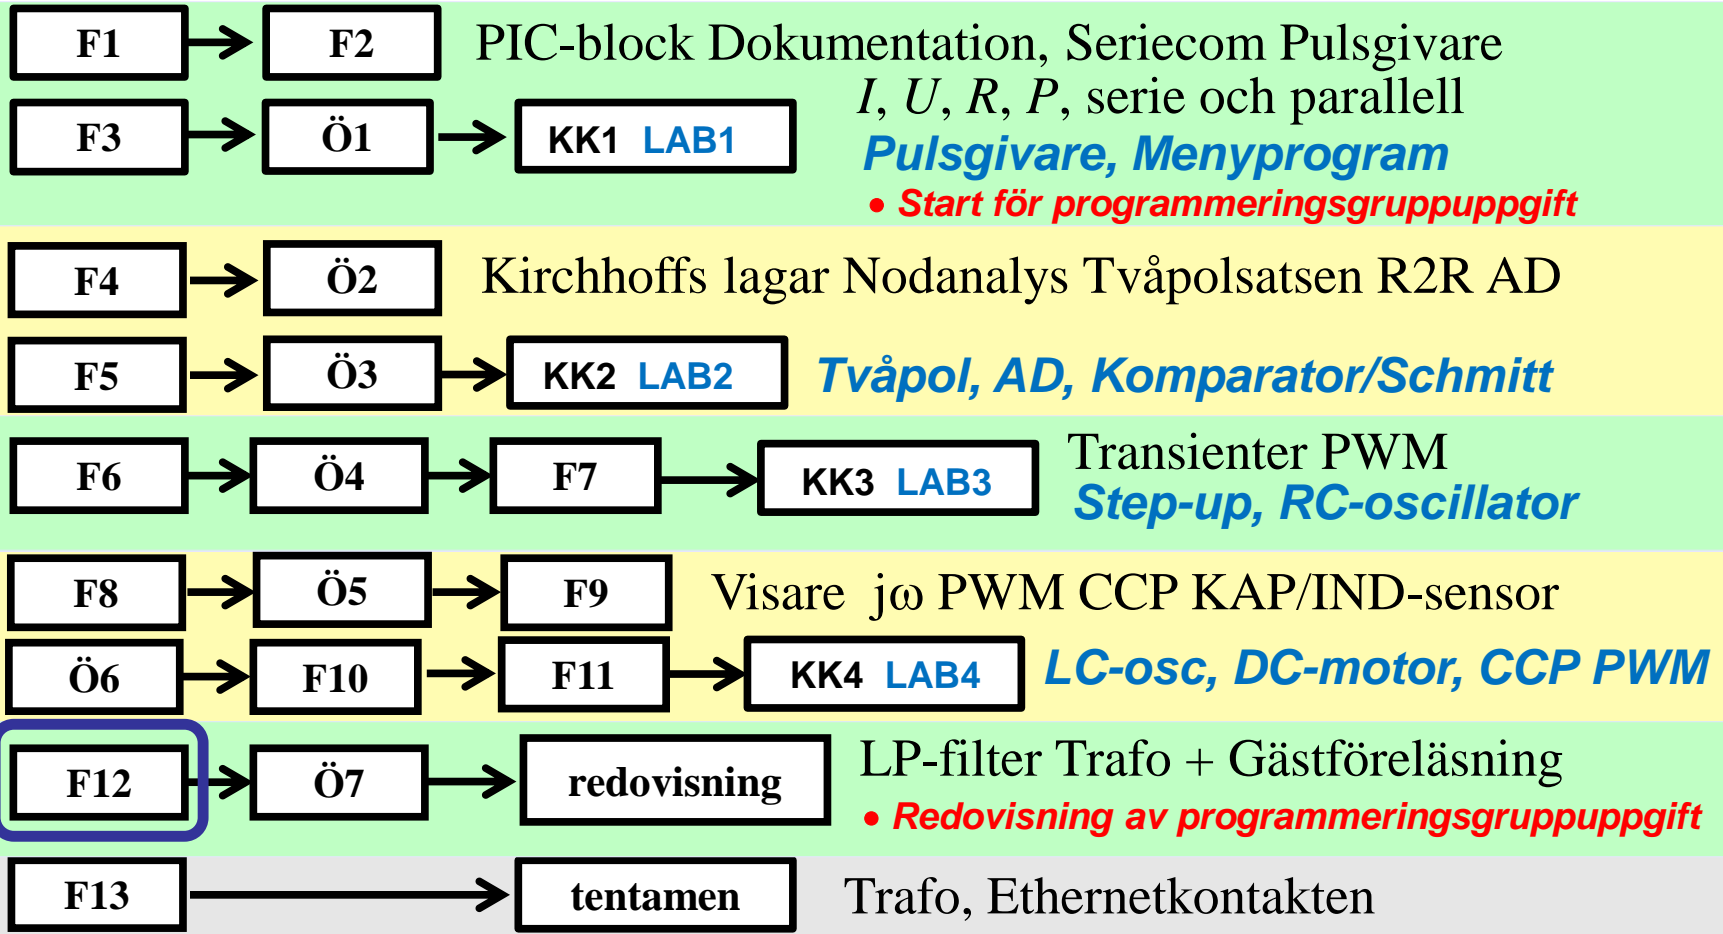 F1 F2 PIC-block Dokumentation, Seriecom Pulsgivare
I, U, R, P, serie och parallell
F3 Ö1 KK1 LAB1 Pulsgivare, Menyprogram
• Start för programmeringsgruppuppgift
F4 Ö2 Kirchhoffs lagar Nodanalys Tvåpolsatsen R2R AD
F5 Ö3 KK2 LAB2 Tvåpol, AD, Komparator/Schmitt
F6 Ö4 F7 KK3 LAB3 Transienter PWM
Step-up, RC-oscillator
F8 Ö5 F9 Visare jω PWM CCP KAP/IND-sensor
Ö6 F10 F11 KK4 LAB4 LC-osc, DC-motor, CCP PWM
F12 Ö7 redovisning LP-filter Trafo + Gästföreläsning
• Redovisning av programmeringsgruppuppgift
F13 tentamen Trafo, Ethernetkontakten